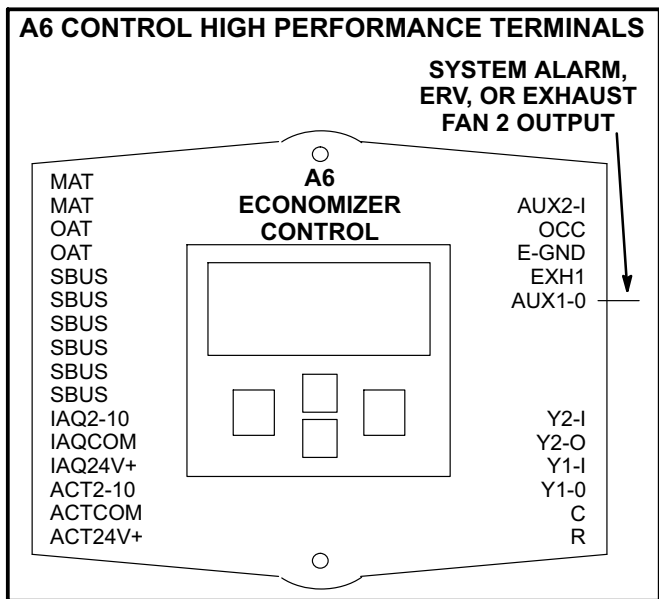 A6 CONTROL HIGH PERFORMANCE TERMINALS
SYSTEM ALARM,
ERV, OR EXHAUST
FAN 2 OUTPUT
A6
ECONOMIZER
CONTROL
MAT
MAT
OAT
OAT
SBUS
SBUS
SBUS
SBUS
SBUS
SBUS
IAQ2-10
IAQCOM
IAQ24V+
ACT2-10
ACTCOM
ACT24V+
AUX2-I
OCC
E-GND
EXH1
AUX1-0
Y2-I
Y2-O
Y1-I
Y1-0
C
R